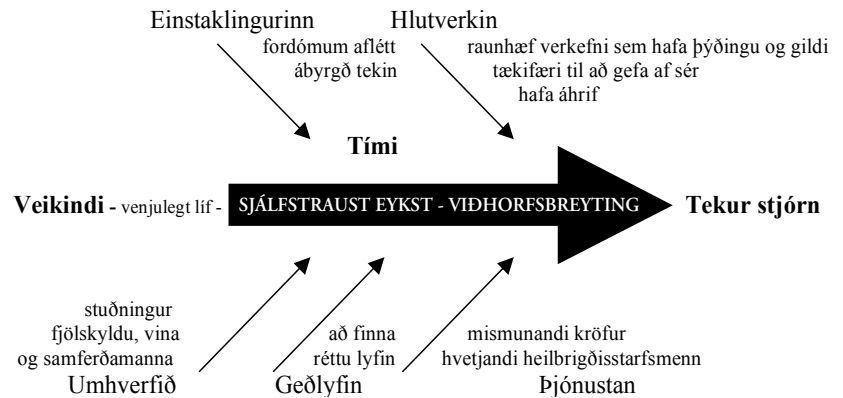 Einstaklingurinn
fordómum aflétt
ábyrgð tekin
Hlutverkin
raunhæf verkefni sem hafa þýðingu og gildi
tækifæri til að gefa af sér
hafa áhrif
Tími
Veikindi - venjulegt líf -
SJÁLFSTRAUST EYKST - VIÐHORFSBREYTING
Tekur stjórn
stuðningur
fjölskyldu, vina
og samferðamanna
Umhverfið
að finna
réttu lyfin
Geðlyfin
mismunandi kröfur
hvetjandi heilbrigðisstarfsmenn
Þjónustan